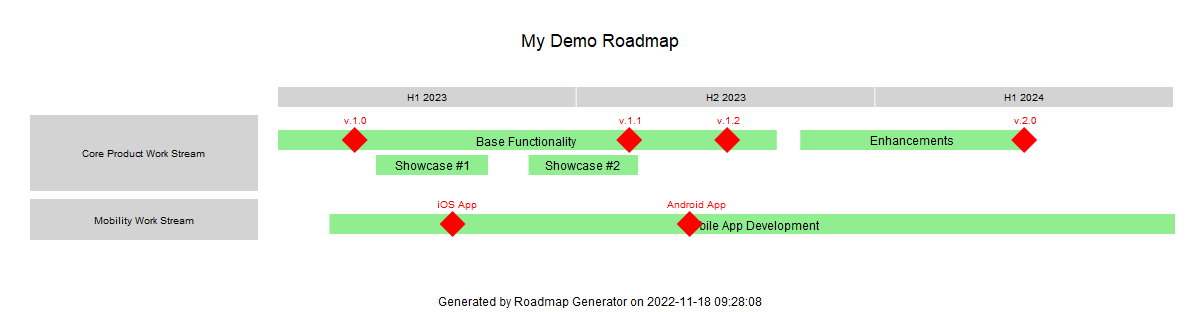 My Demo Roadmap
H1 2023 H2 2023 H1 2024
v.1.0 v.1.1 v.1.2 v.2.0
Core Product Work Stream Base Functionality Enhancements
Showcase #1 Showcase #2
iOS App Android App
Mobility Work Stream bile App Development
Generated by Roadmap Generator on 2022-11-18 09:28:08